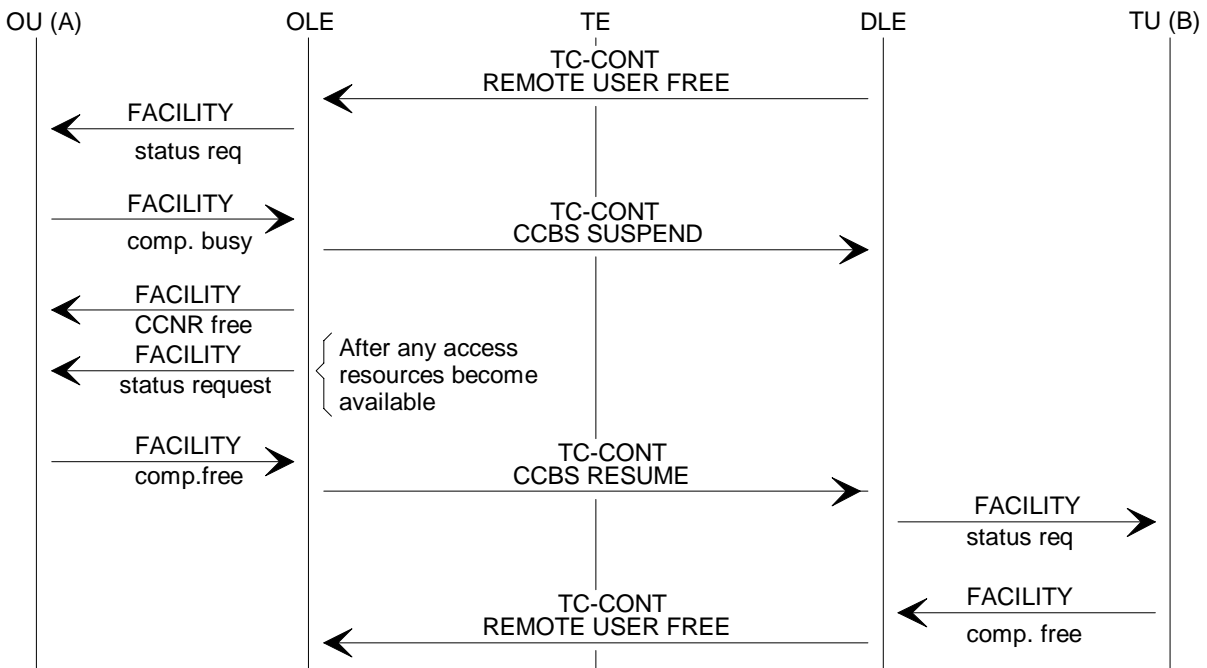 OU (A) OLE TE DLE TU (B)
TC-CONT
REMOTE USER FREE
FACILITY
status req
FACILITY
comp. busy
TC-CONT
CCBS SUSPEND
FACILITY
CCNR free
FACILITY
status request
After any access
resources become
available
FACILITY
comp.free
TC-CONT
CCBS RESUME
FACILITY
status req
FACILITY
comp. free
TC-CONT
REMOTE USER FREE